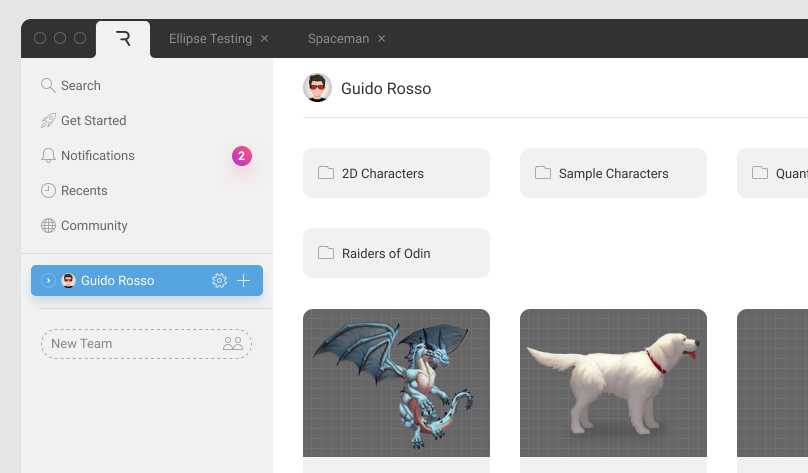 Ellipse Testing
Spaceman
Search
Get Started
Notifications
2
Recents
Community
Guido Rosso
New Team
Guido Rosso
2D Characters
Sample Characters
Quant
Raiders of Odin